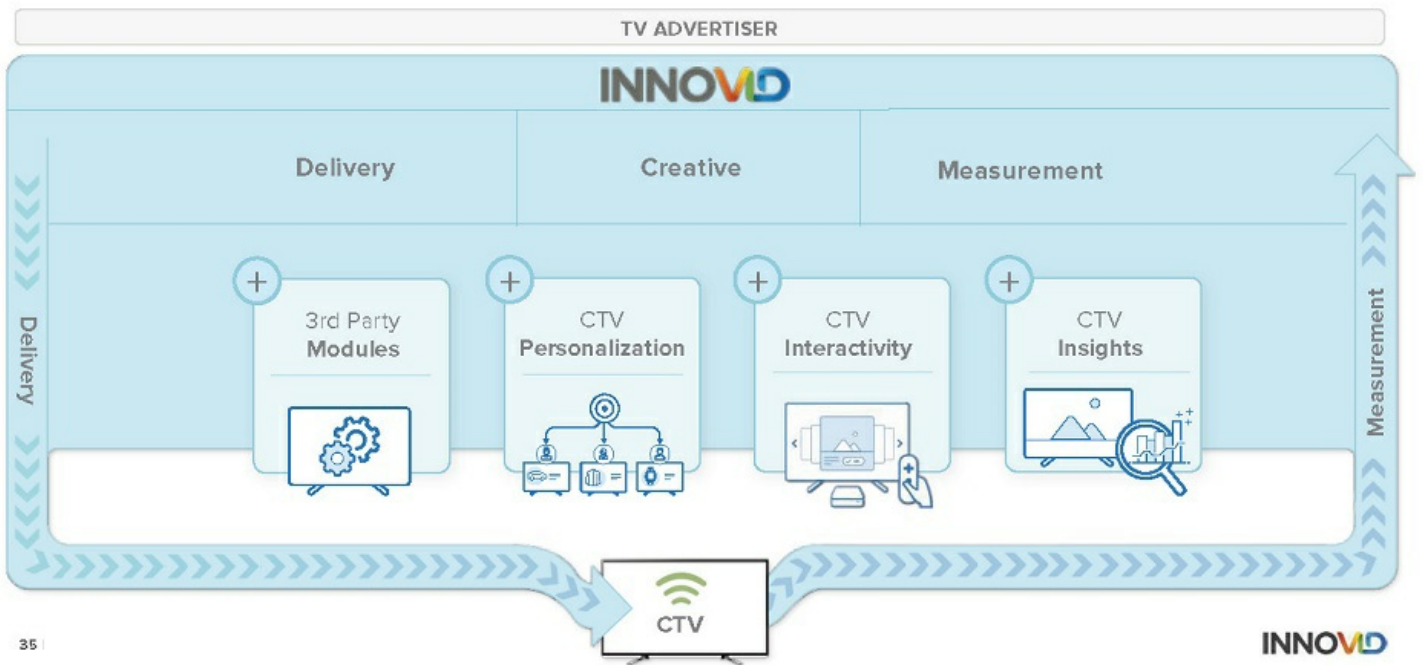 TV ADVERTISER
INNOVID
Delivery
Creative
Measurement
Delivery
3rd Party
Modules
CTV
Personalization
CTV
Interactivity
CTV
Insights
Measurement
CTV
35
INNOVID